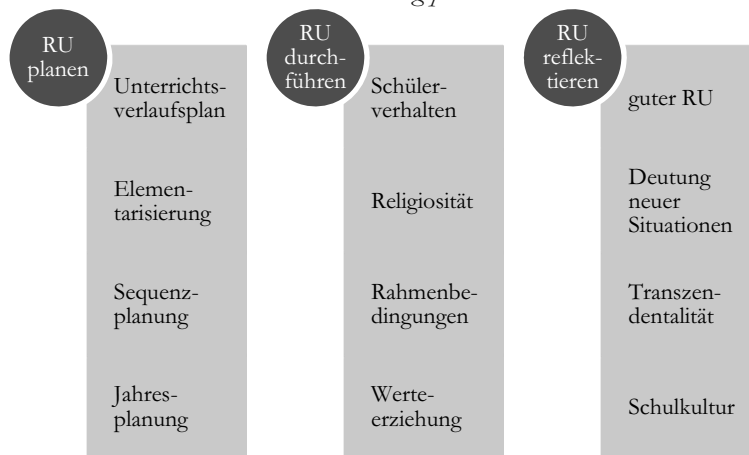 RU
planen
Unterrichts-
verlaufsplan
Elemen-
tarisierung
Sequenz-
planung
Jahres-
planung
RU
durch-
führen
Schüler-
verhalten
Religiosität
Rahmenbe-
dingungen
Werte-
erziehung
RU
reflek-
tieren
guter RU
Deutung
neuer
Situationen
Transzen-
dentalität
Schulkultur